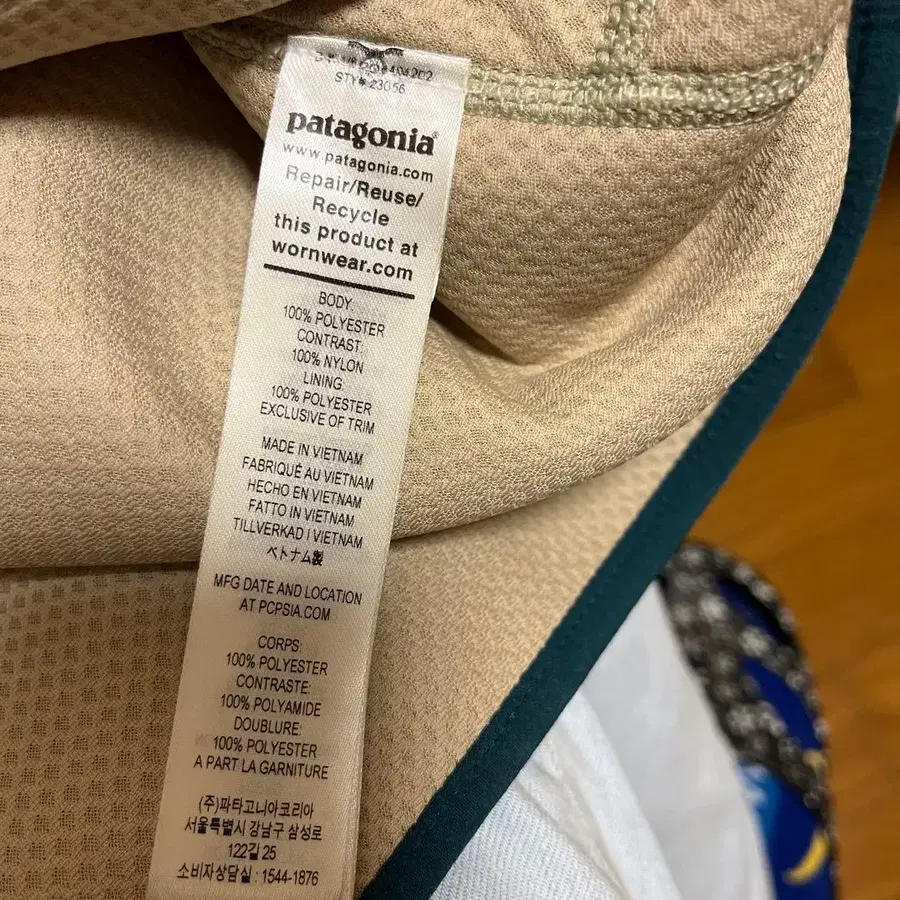 STY# 23056
patagonia®
www.patagonia.com
Repair/Reuse/
Recycle
this product at
wornwear.com
BODY:
100% POLYESTER
CONTRAST:
100% NYLON
LINING:
100% POLYESTER
EXCLUSIVE OF TRIM
MADE IN VIETNAM
FABRIQUÉ AU VIETNAM
HECHO EN VIETNAM
FATTO IN VIETNAM
TILLVERKAD I VIETNAM
ベトナム製
MFG DATE AND LOCATION
AT PCPSIA.COM
CORPS:
100% POLYESTER
CONTRASTE:
100% POLYAMIDE
DOUBLURE:
100% POLYESTER
A PART LA GARNITURE
(주)파타고니아코리아
서울특별시 강남구 삼성로
122길 25
소비자상담실 : 1544-1876